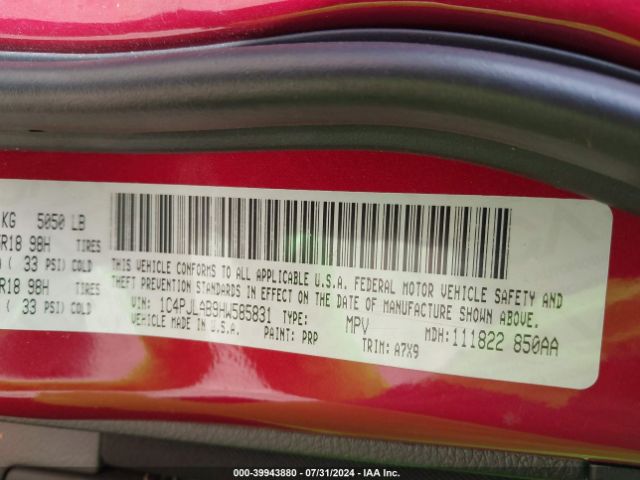 KG 5050 LB
R18 98H TIRES
( 33 PSI) COLD
R18 98H TIRES
( 33 PSI) COLD
THIS VEHICLE CONFORMS TO ALL APPLICABLE U.S.A. FEDERAL MOTOR VEHICLE SAFETY AND
THEFT PREVENTION STANDARDS IN EFFECT ON THE DATE OF MANUFACTURE SHOWN ABOVE.
VIN: 1C4PJLAB9HW585831 TYPE: MPV MDH: 111822 850AA
VEHICLE MADE IN U.S.A. PAINT: PRP TRIM: A7X9
000-39943880 - 07/31/2024 - IAA Inc.